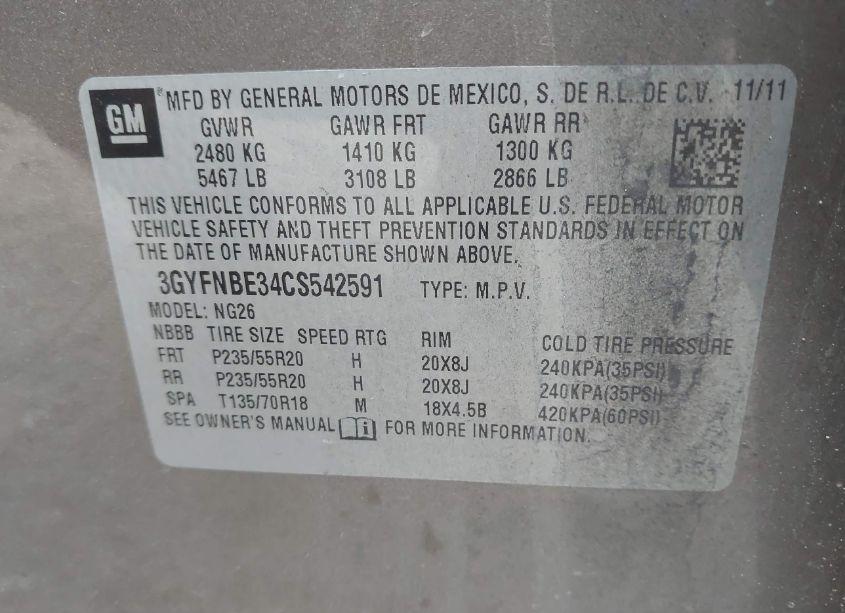 GM
® MFD BY GENERAL MOTORS DE MEXICO, S. DE R.L. DE C.V. 11/11
GVWR GAWR FRT GAWR RR
2480 KG 1410 KG 1300 KG
5467 LB 3108 LB 2866 LB
THIS VEHICLE CONFORMS TO ALL APPLICABLE U.S. FEDERAL MOTOR
VEHICLE SAFETY AND THEFT PREVENTION STANDARDS IN EFFECT ON
THE DATE OF MANUFACTURE SHOWN ABOVE.
3GYFNBE34CS542591 TYPE: M.P.V.
MODEL: NG26
NBBB TIRE SIZE SPEED RTG RIM COLD TIRE PRESSURE
FRT P235/55R20 H 20X8J 240KPA(35PSI)
RR P235/55R20 H 20X8J 240KPA(35PSI)
SPA T135/70R18 M 18X4.5B 420KPA(60PSI)
SEE OWNER'S MANUAL i FOR MORE INFORMATION.